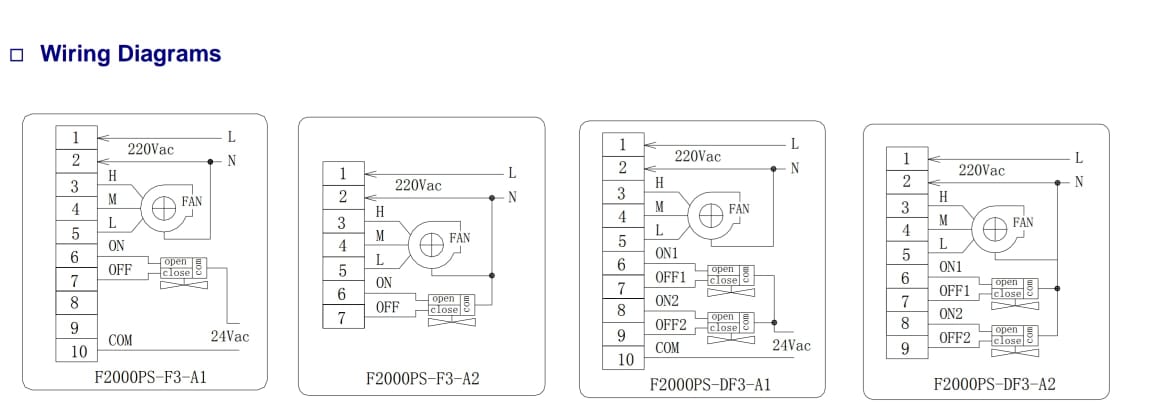 Wiring Diagrams
1
2
3
4
5
6
7
8
9
10
L
220Vac
N
H
M
FAN
L
ON
OFF
open
close
com
24Vac
COM
F2000PS-F3-A1
1
2
3
4
5
6
7
L
220Vac
N
H
M
FAN
L
ON
OFF
open
close
com
F2000PS-F3-A2
1
2
3
4
5
6
7
8
9
10
L
220Vac
N
H
M
FAN
L
ON1
OFF1
open
close
com
ON2
OFF2
open
close
com
COM
24Vac
F2000PS-DF3-A1
1
2
3
4
5
6
7
8
9
L
220Vac
N
H
M
FAN
L
ON1
OFF1
open
close
com
ON2
OFF2
open
close
com
F2000PS-DF3-A2